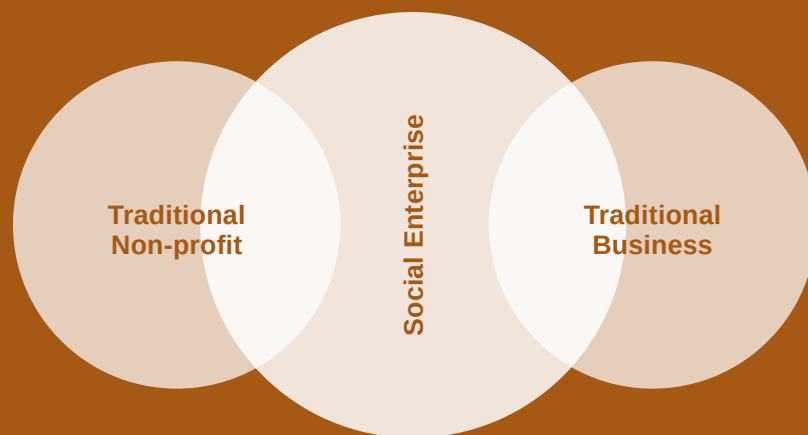 Traditional
Non-profit
Social Enterprise
Traditional
Business